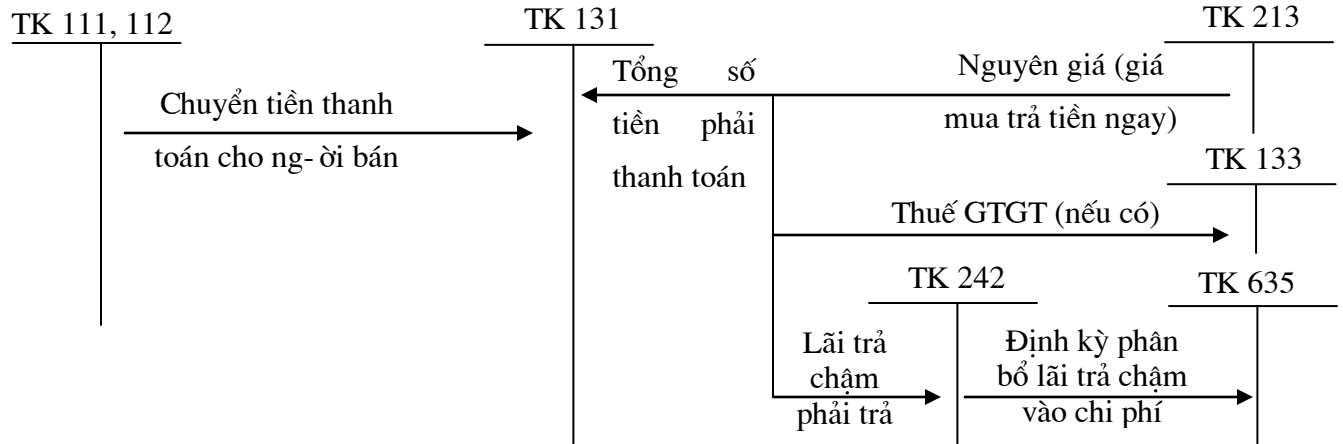 TK 111, 112
TK 131
TK 213
Chuyển tiền thanh
toán cho ng- ời bán
Tổng số
tiền phải
thanh toán
Nguyên giá (giá
mua trả tiền ngay)
TK 133
Thuế GTGT (nếu có)
TK 242
TK 635
Lãi trả
chậm
phải trả
Định kỳ phân
bổ lãi trả chậm
vào chi phí